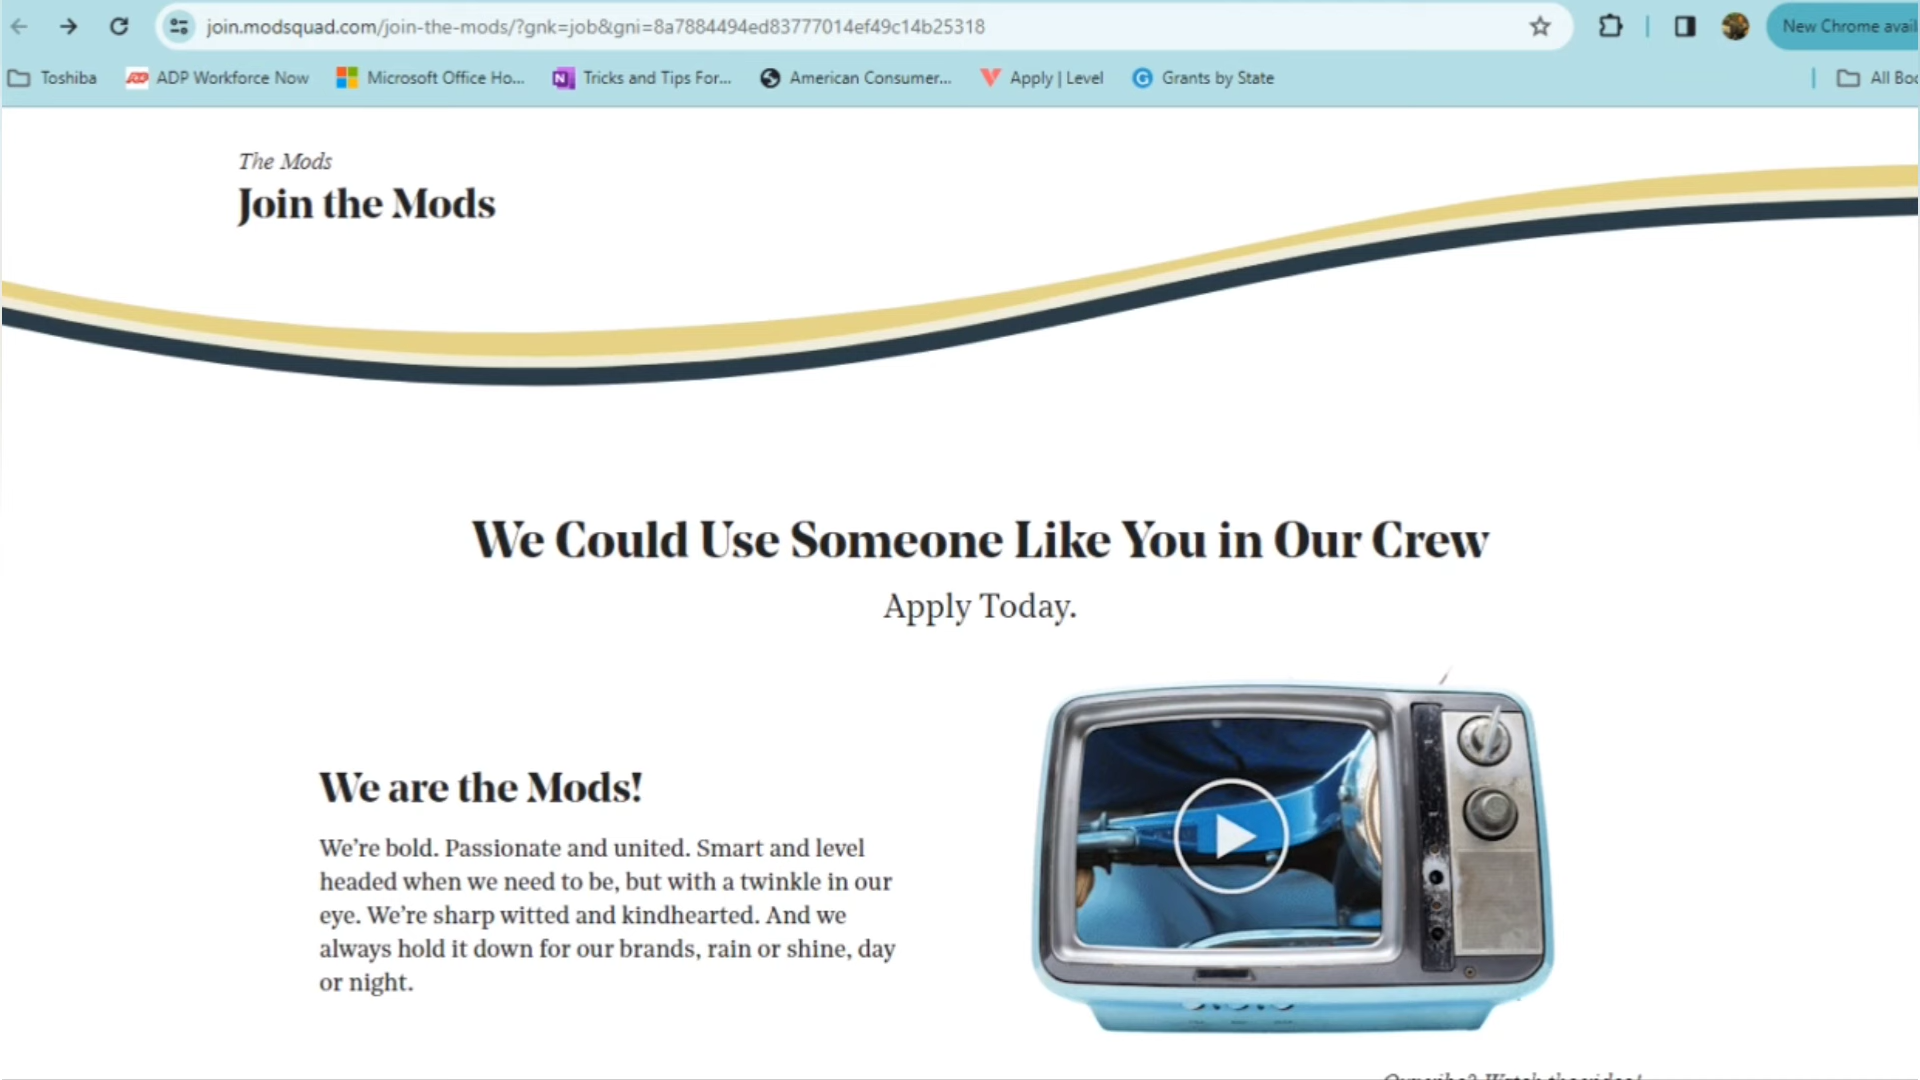 join.modsquad.com/join-the-mods/?gnk=job&gni=8a7884494ed83777014ef49c14b25318
New Chrome avail
Toshiba ADP Workforce Now Microsoft Office Ho... Tricks and Tips For... American Consumer... Apply | Level Grants by State All Boo
The Mods
Join the Mods
We Could Use Someone Like You in Our Crew
Apply Today.
We are the Mods!
We're bold. Passionate and united. Smart and level
headed when we need to be, but with a twinkle in our
eye. We're sharp witted and kindhearted. And we
always hold it down for our brands, rain or shine, day
or night.